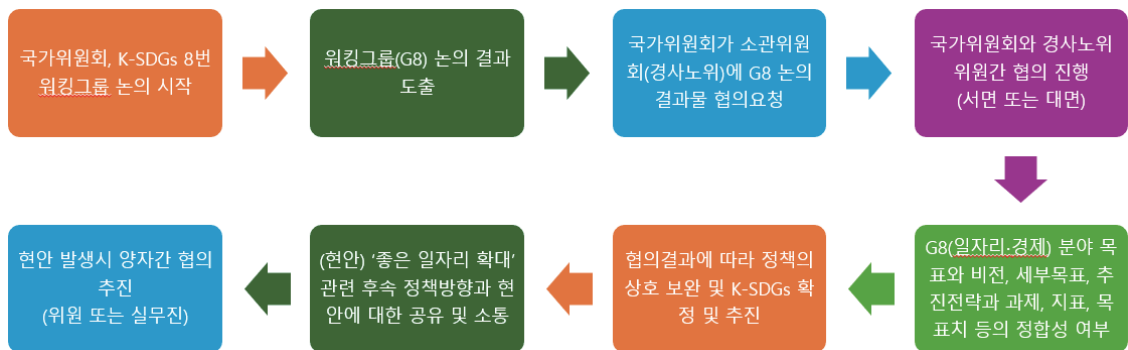 국가위원회, K-SDGs 8번
워킹그룹 논의 시작
워킹그룹(G8) 논의 결과
도출
국가위원회가 소관위원
회(경사노위)에 G8 논의
결과물 협의요청
국가위원회와 경사노위
위원간 협의 진행
(서면 또는 대면)
G8(일자리·경제) 분야 목
표와 비전, 세부목표, 추
진전략과 과제, 지표, 목
표치 등의 정합성 여부
협의결과에 따라 정책의
상호 보완 및 K-SDGs 확
정 및 추진
(현안) ‘좋은 일자리 확대’
관련 후속 정책방향과 현
안에 대한 공유 및 소통
현안 발생시 양자간 협의
추진
(위원 또는 실무진)